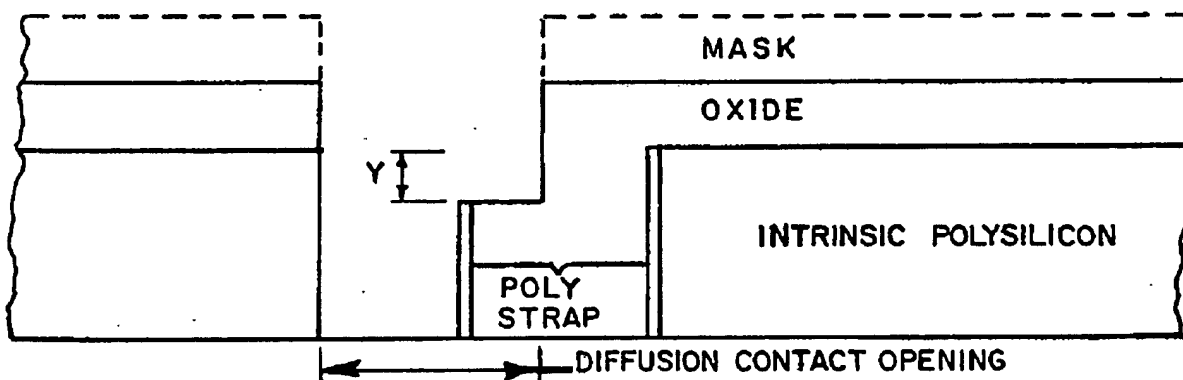 MASK
OXIDE
Y
INTRINSIC POLYSILICON
POLY
STRAP
DIFFUSION CONTACT OPENING